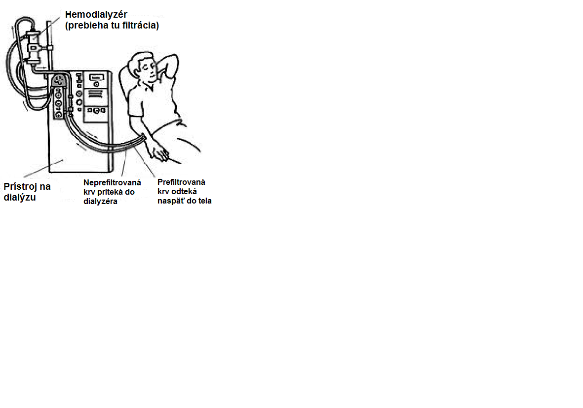 Hemodialyzér
(prebieha tu filtrácia)
Prístroj na
dialýzu
Neprefiltrovaná
krv priteká do
dialyzéra
Prefiltrovaná
krv odteká
naspäť do tela